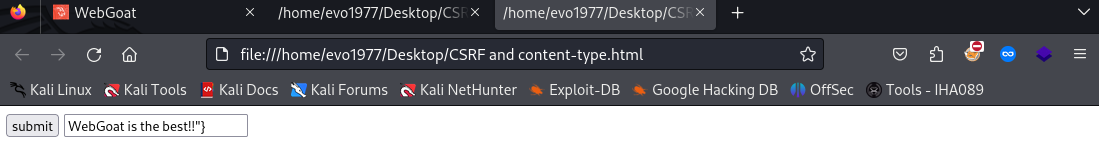 WebGoat
/home/evo1977/Desktop/CSR
/home/evo1977/Desktop/CSR
file:///home/evo1977/Desktop/CSRF and content-type.html
Kali Linux Kali Tools Kali Docs Kali Forums Kali NetHunter Exploit-DB Google Hacking DB OffSec Tools - IHA089
submit WebGoat is the best!!"}